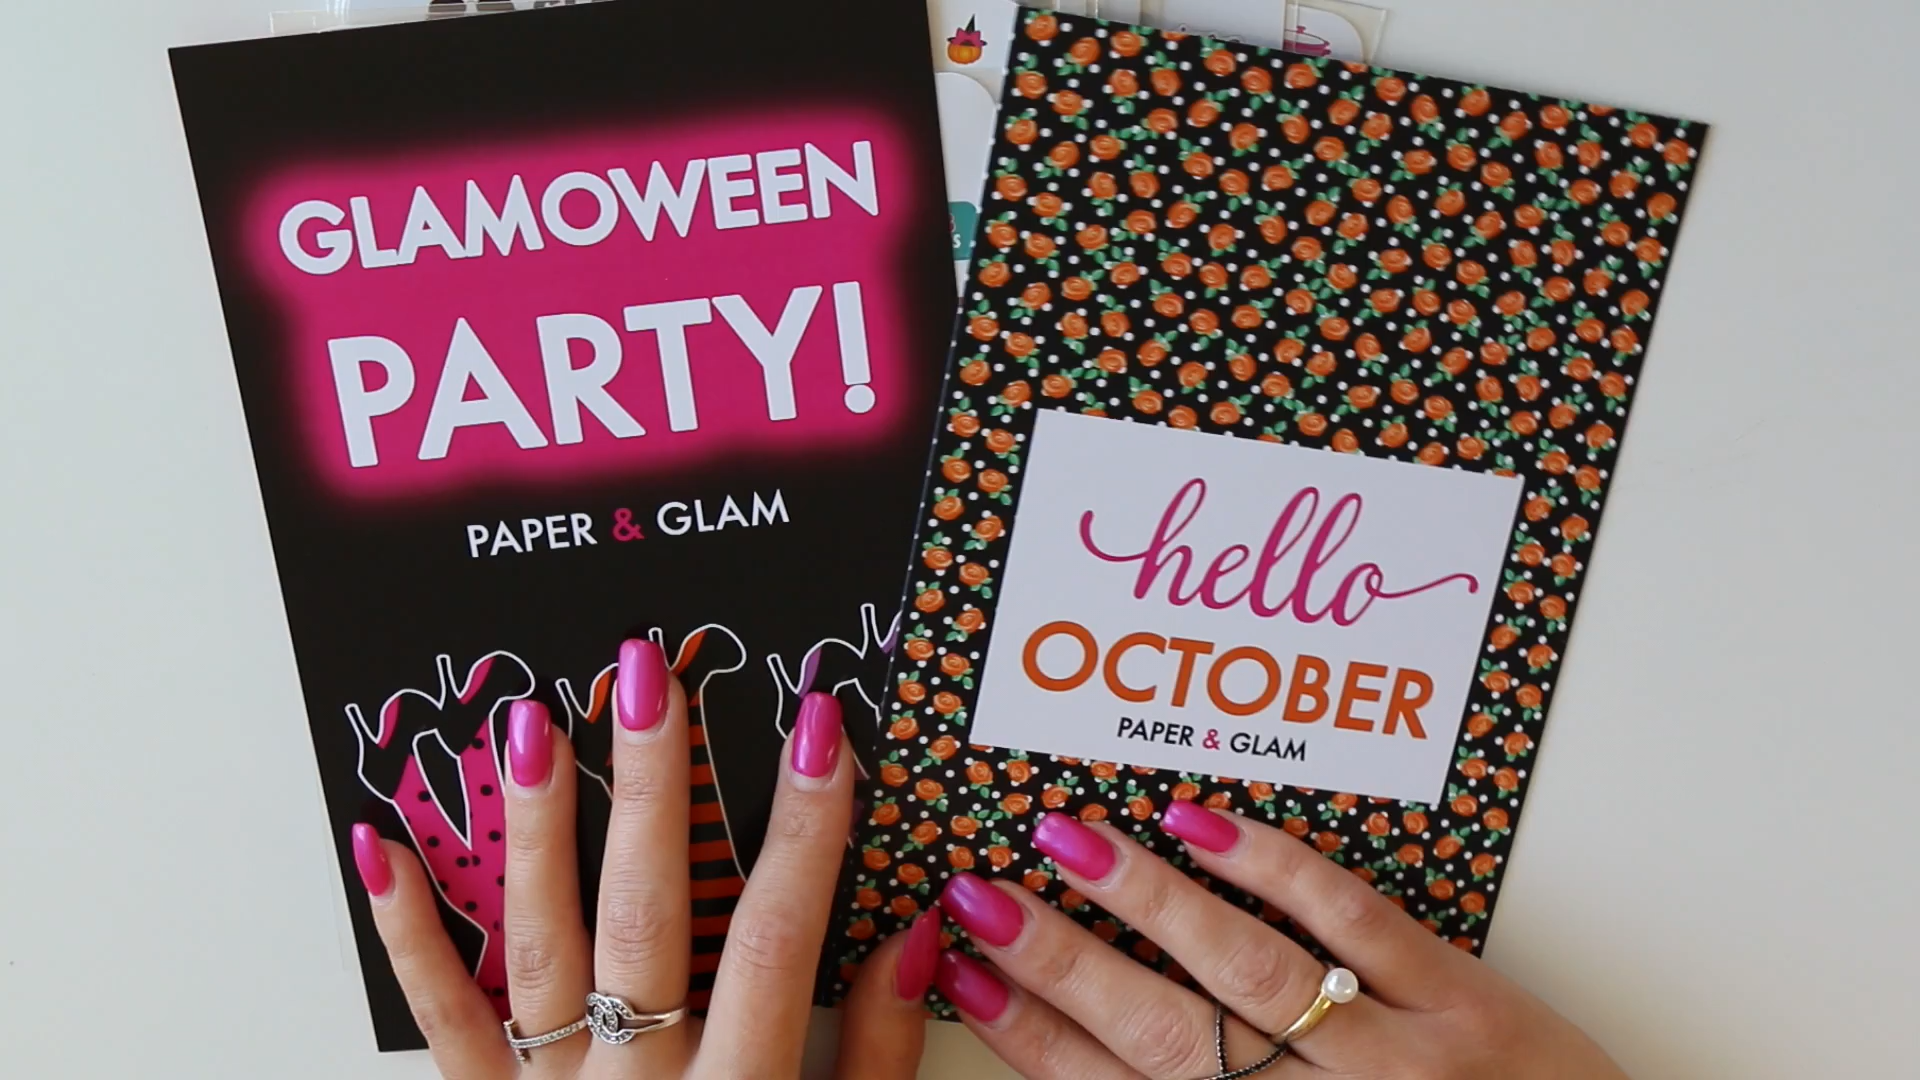 GLAMOWEEN
PARTY!
PAPER & GLAM
hello
OCTOBER
PAPER & GLAM